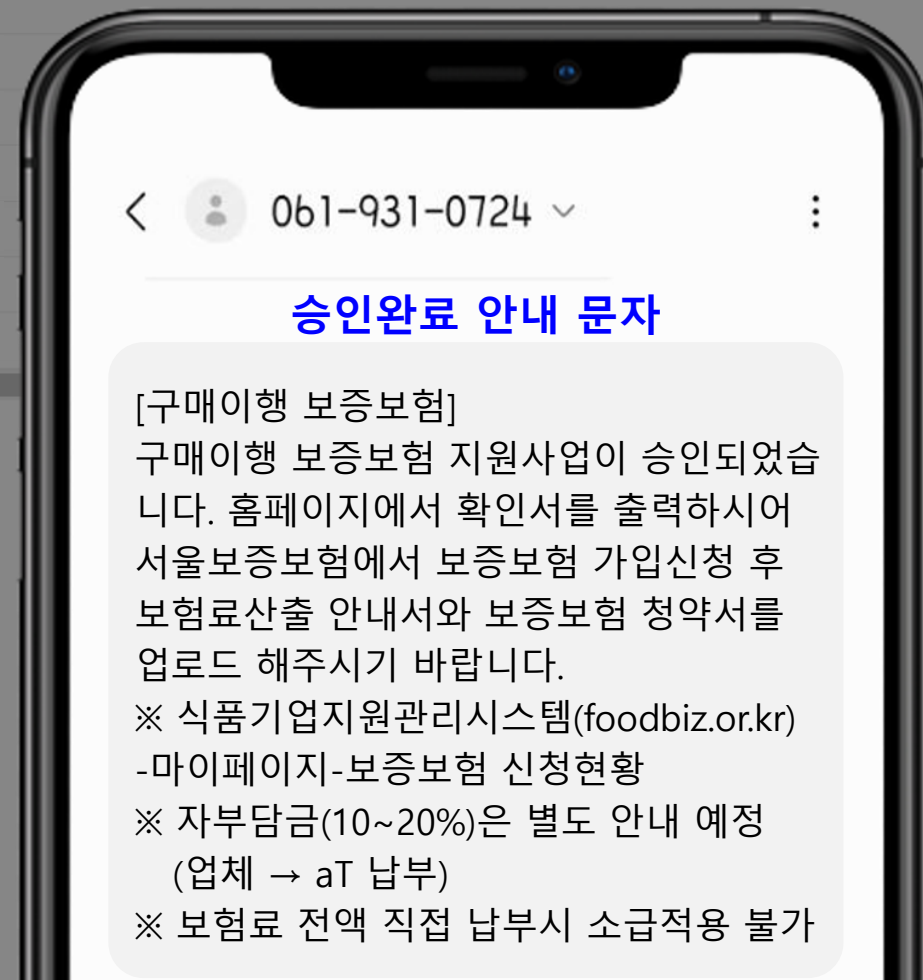 061-931-0724
승인완료 안내 문자
[구매이행 보증보험]
구매이행 보증보험 지원사업이 승인되었습
니다. 홈페이지에서 확인서를 출력하시어
서울보증보험에서 보증보험 가입신청 후
보험료산출 안내서와 보증보험 청약서를
업로드 해주시기 바랍니다.
※ 식품기업지원관리시스템(foodbiz.or.kr)
-마이페이지-보증보험 신청현황
※ 자부담금(10~20%)은 별도 안내 예정
(업체 → aT 납부)
※ 보험료 전액 직접 납부시 소급적용 불가